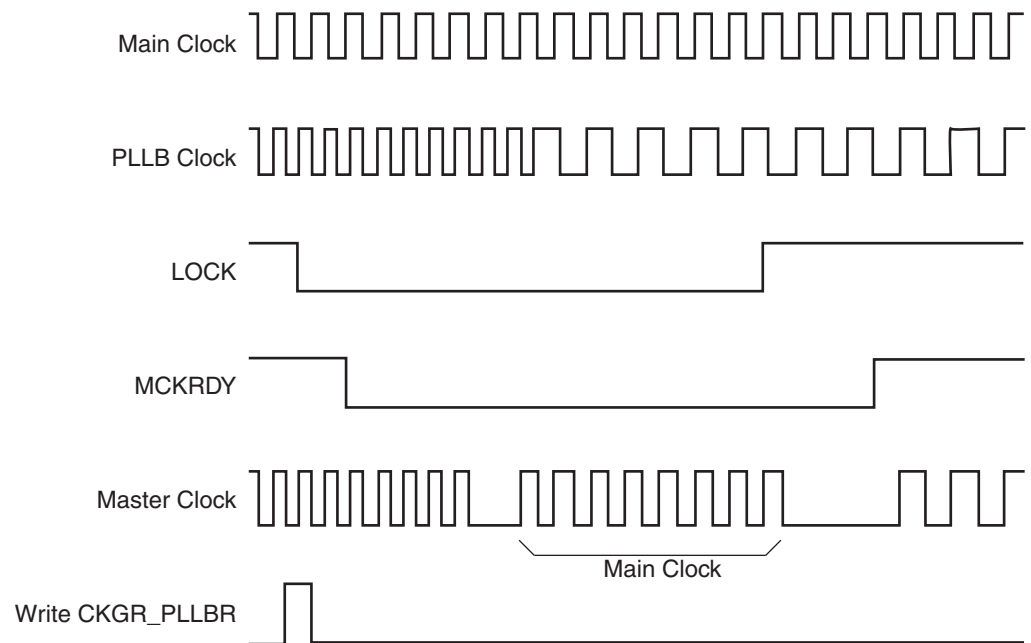 Main Clock
PLLB Clock
LOCK
MCKRDY
Master Clock
Main Clock
Write CKGR_PLLBR